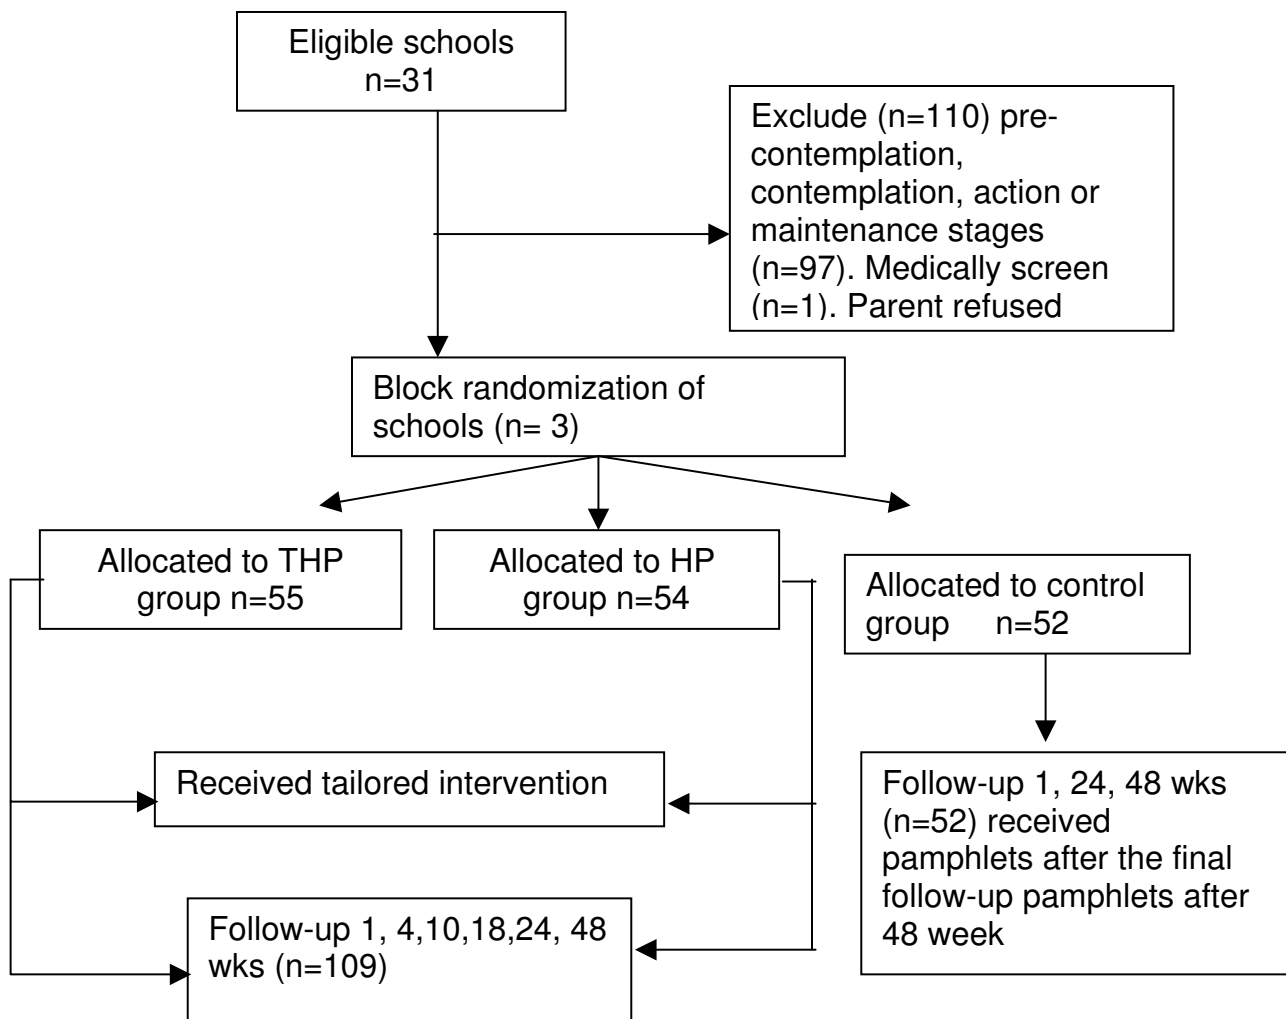 Eligible schools
n=31
Exclude (n=110) pre-
contemplation,
contemplation, action or
maintenance stages
(n=97). Medically screen
(n=1). Parent refused
Block randomization of
schools (n= 3)
Allocated to THP
group n=55
Allocated to HP
group n=54
Allocated to control
group n=52
Received tailored intervention
Follow-up 1, 24, 48 wks
(n=52) received
pamphlets after the final
follow-up pamphlets after
48 week
Follow-up 1, 4,10,18,24, 48
wks (n=109)